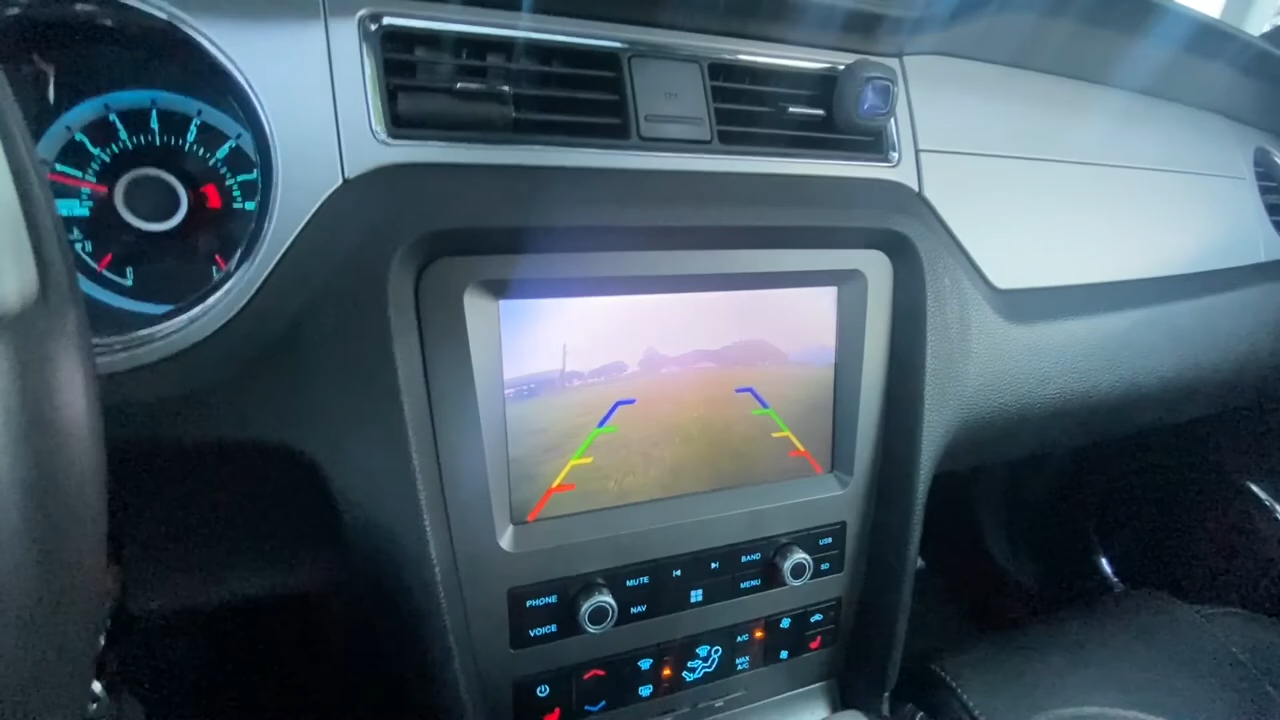 PHONE
MUTE
BAND
USB
VOICE
NAV
MENU
SD
A/C
MAX
A/C